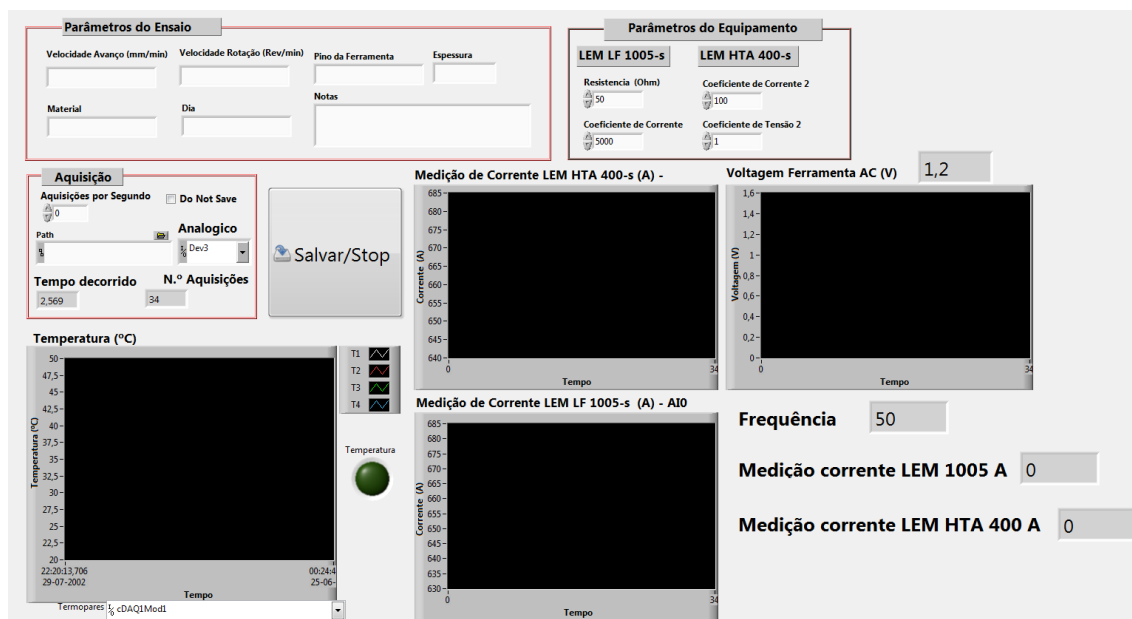 Parâmetros do Ensaio
Velocidade Avanço (mm/min)
Velocidade Rotação (Rev/min)
Pino da Ferramenta
Espessura
Material
Dia
Notas
Parâmetros do Equipamento
LEM LF 1005-s
LEM HTA 400-s
Resistencia (Ohm)
50
Coeficiente de Corrente 2
100
Coeficiente de Corrente
5000
Coeficiente de Tensão 2
1
Aquisição
Aquisições por Segundo
0
Do Not Save
Path
Analogico
Dev3
Tempo decorrido
2,569
N.º Aquisições
34
Salvar/Stop
Medição de Corrente LEM HTA 400-s (A) -
Corrente (A)
685
680
675
670
665
660
655
650
645
640
0
34
Tempo
Voltagem Ferramenta AC (V)
1,2
Voltagem (V)
1,6
1,4
1,2
1
0,8
0,6
0,4
0,2
0
0
34
Tempo
Temperatura (ºC)
Temperatura (ºC)
50
47,5
45
42,5
40
37,5
35
32,5
30
27,5
25
22,5
20
22:20:13,706
29-07-2002
00:24:4
25-06-
Tempo
T1
T2
T3
T4
Temperatura
Termopares
cDAQ1Mod1
Medição de Corrente LEM LF 1005-s (A) - AI0
Corrente (A)
685
680
675
670
665
660
655
650
645
640
635
630
0
34
Tempo
Frequência
50
Medição corrente LEM 1005 A
0
Medição corrente LEM HTA 400 A
0